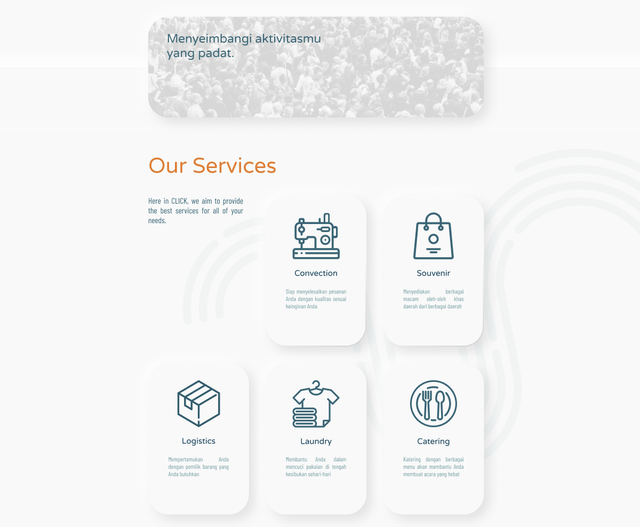 Menyeimbangi aktivitasmu
yang padat.
Our Services
Here in CLICK, we aim to provide
the best services for all of your
needs.
Convection
Siap menyelesaikan pesanan
Anda dengan kualitas sesuai
keinginan Anda
Souvenir
Menyediakan berbagai
macam oleh-oleh khas
daerah dari berbagai daerah
Logistics
Mempertemukan Anda
dengan pemilik barang yang
Anda butuhkan
Laundry
Membantu Anda dalam
mencuci pakaian di tengah
kesibukan sehari-hari
Catering
Katering dengan berbagai
menu akan membantu Anda
membuat acara yang hebat